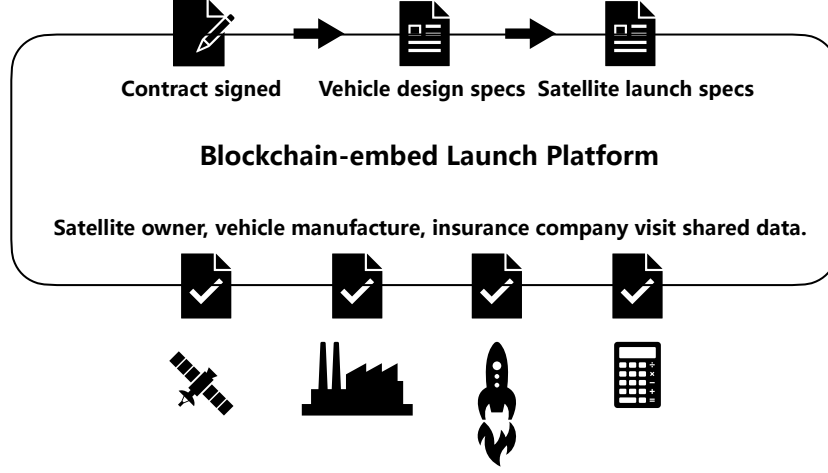 Contract signed
Vehicle design specs
Satellite launch specs
Blockchain-embed Launch Platform
Satellite owner, vehicle manufacture, insurance company visit shared data.